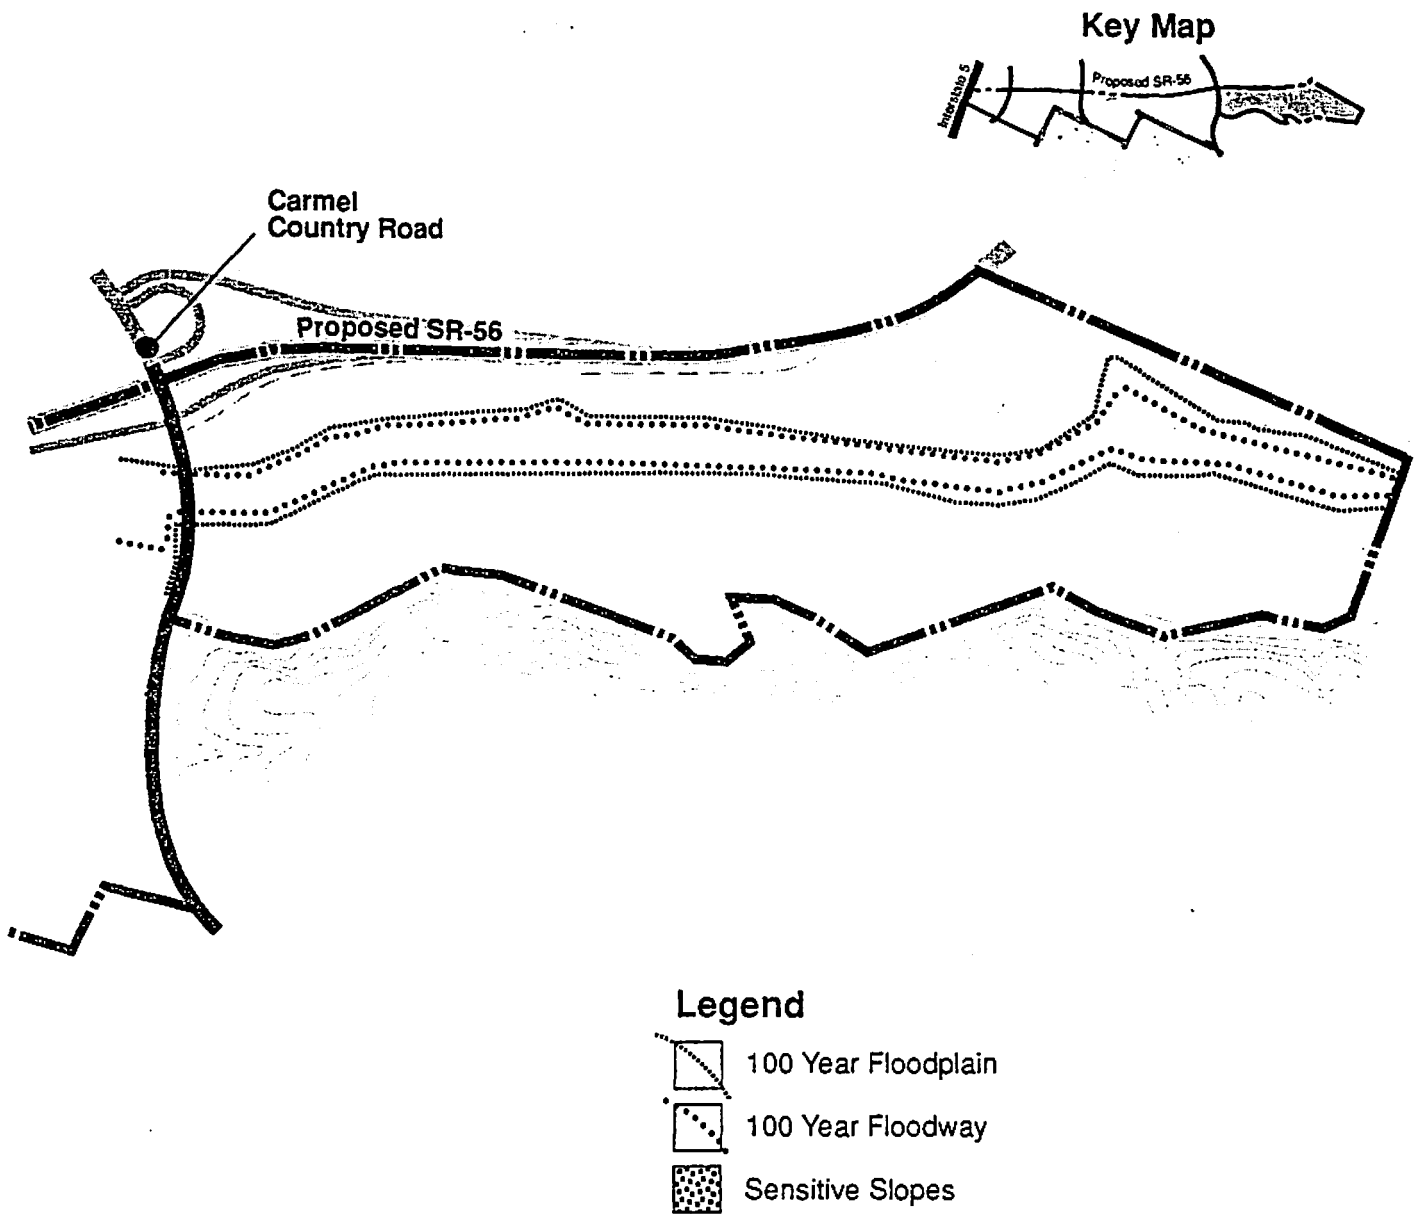 Key Map
Interstate 5
Proposed SR-56
Carmel
Country Road
Proposed SR-56
Legend
100 Year Floodplain
100 Year Floodway
Sensitive Slopes